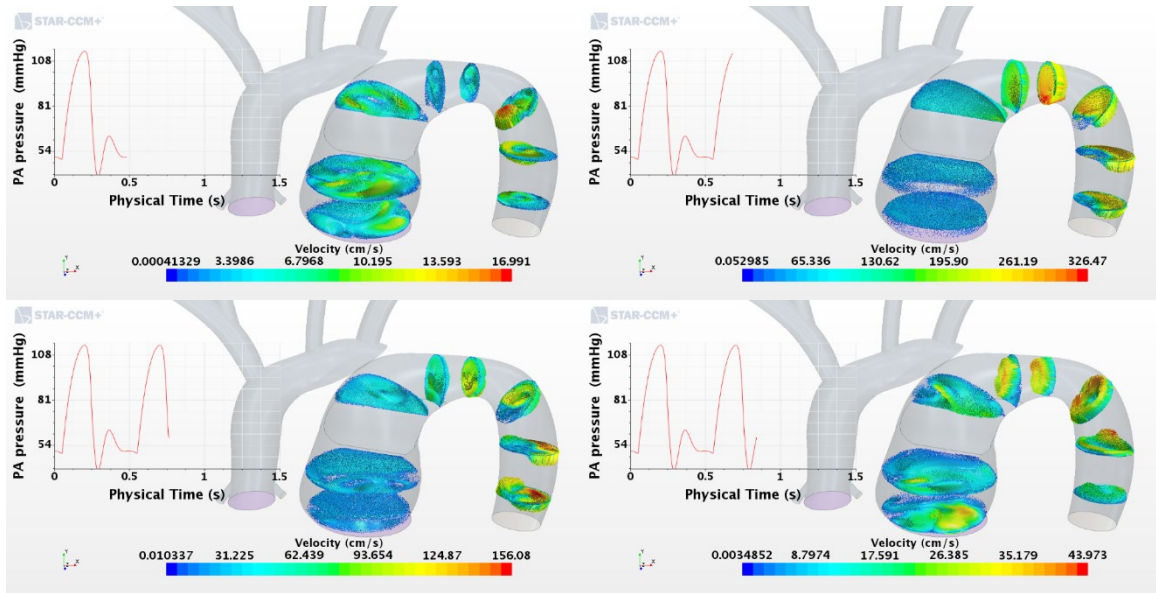 STAR-CCM+
PA pressure (mmHg)
108
81
54
0 0.5 1 1.5
Physical Time (s)
Velocity (cm/s)
0.00041329 3.3986 6.7968 10.195 13.593 16.991
STAR-CCM+
PA pressure (mmHg)
108
81
54
0 0.5 1 1.5
Physical Time (s)
Velocity (cm/s)
0.052985 65.336 130.62 195.90 261.19 326.47
STAR-CCM+
PA pressure (mmHg)
108
81
54
0 0.5 1 1.5
Physical Time (s)
Velocity (cm/s)
0.010337 31.225 62.439 93.654 124.87 156.08
STAR-CCM+
PA pressure (mmHg)
108
81
54
0 0.5 1 1.5
Physical Time (s)
Velocity (cm/s)
0.0034852 8.7974 17.591 26.385 35.179 43.973